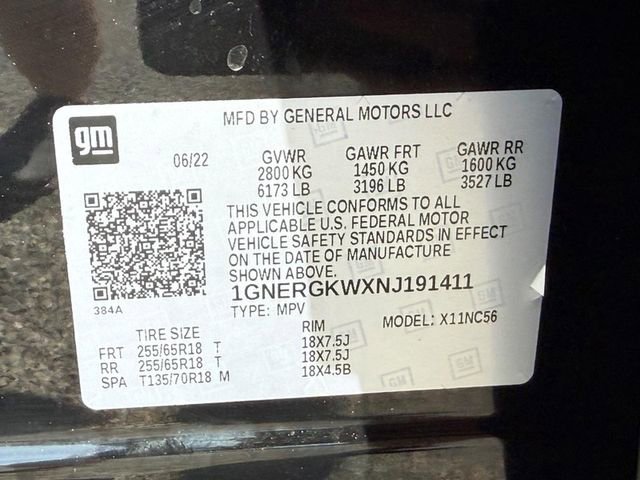 MFD BY GENERAL MOTORS LLC
gm
06/22 GVWR GAWR FRT GAWR RR
2800 KG 1450 KG 1600 KG
6173 LB 3196 LB 3527 LB
THIS VEHICLE CONFORMS TO ALL
APPLICABLE U.S. FEDERAL MOTOR
VEHICLE SAFETY STANDARDS IN EFFECT
ON THE DATE OF MANUFACTURE
SHOWN ABOVE.
1GNERGKWXNJ191411
384A
TYPE: MPV MODEL: X11NC56
TIRE SIZE RIM
FRT 255/65R18 T 18X7.5J
RR 255/65R18 T 18X7.5J
SPA T135/70R18 M 18X4.5B